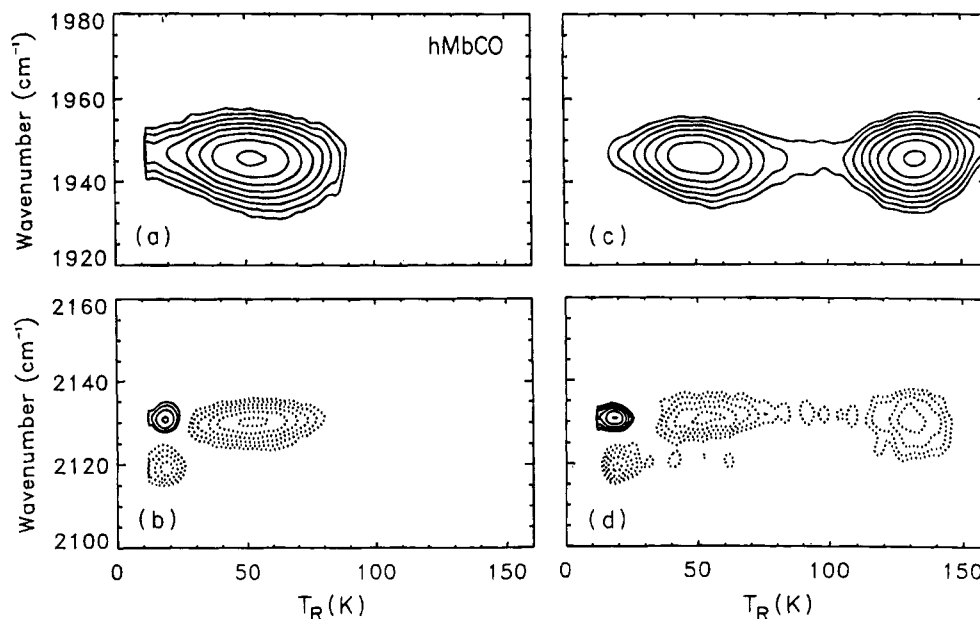 1980
1960
1940
1920
Wavenumber (cm⁻¹)
hMbCO
(a)
(c)
2160
2140
2120
2100
Wavenumber (cm⁻¹)
(b)
(d)
0 50 100 150
0 50 100 150
T_R (K)
T_R (K)